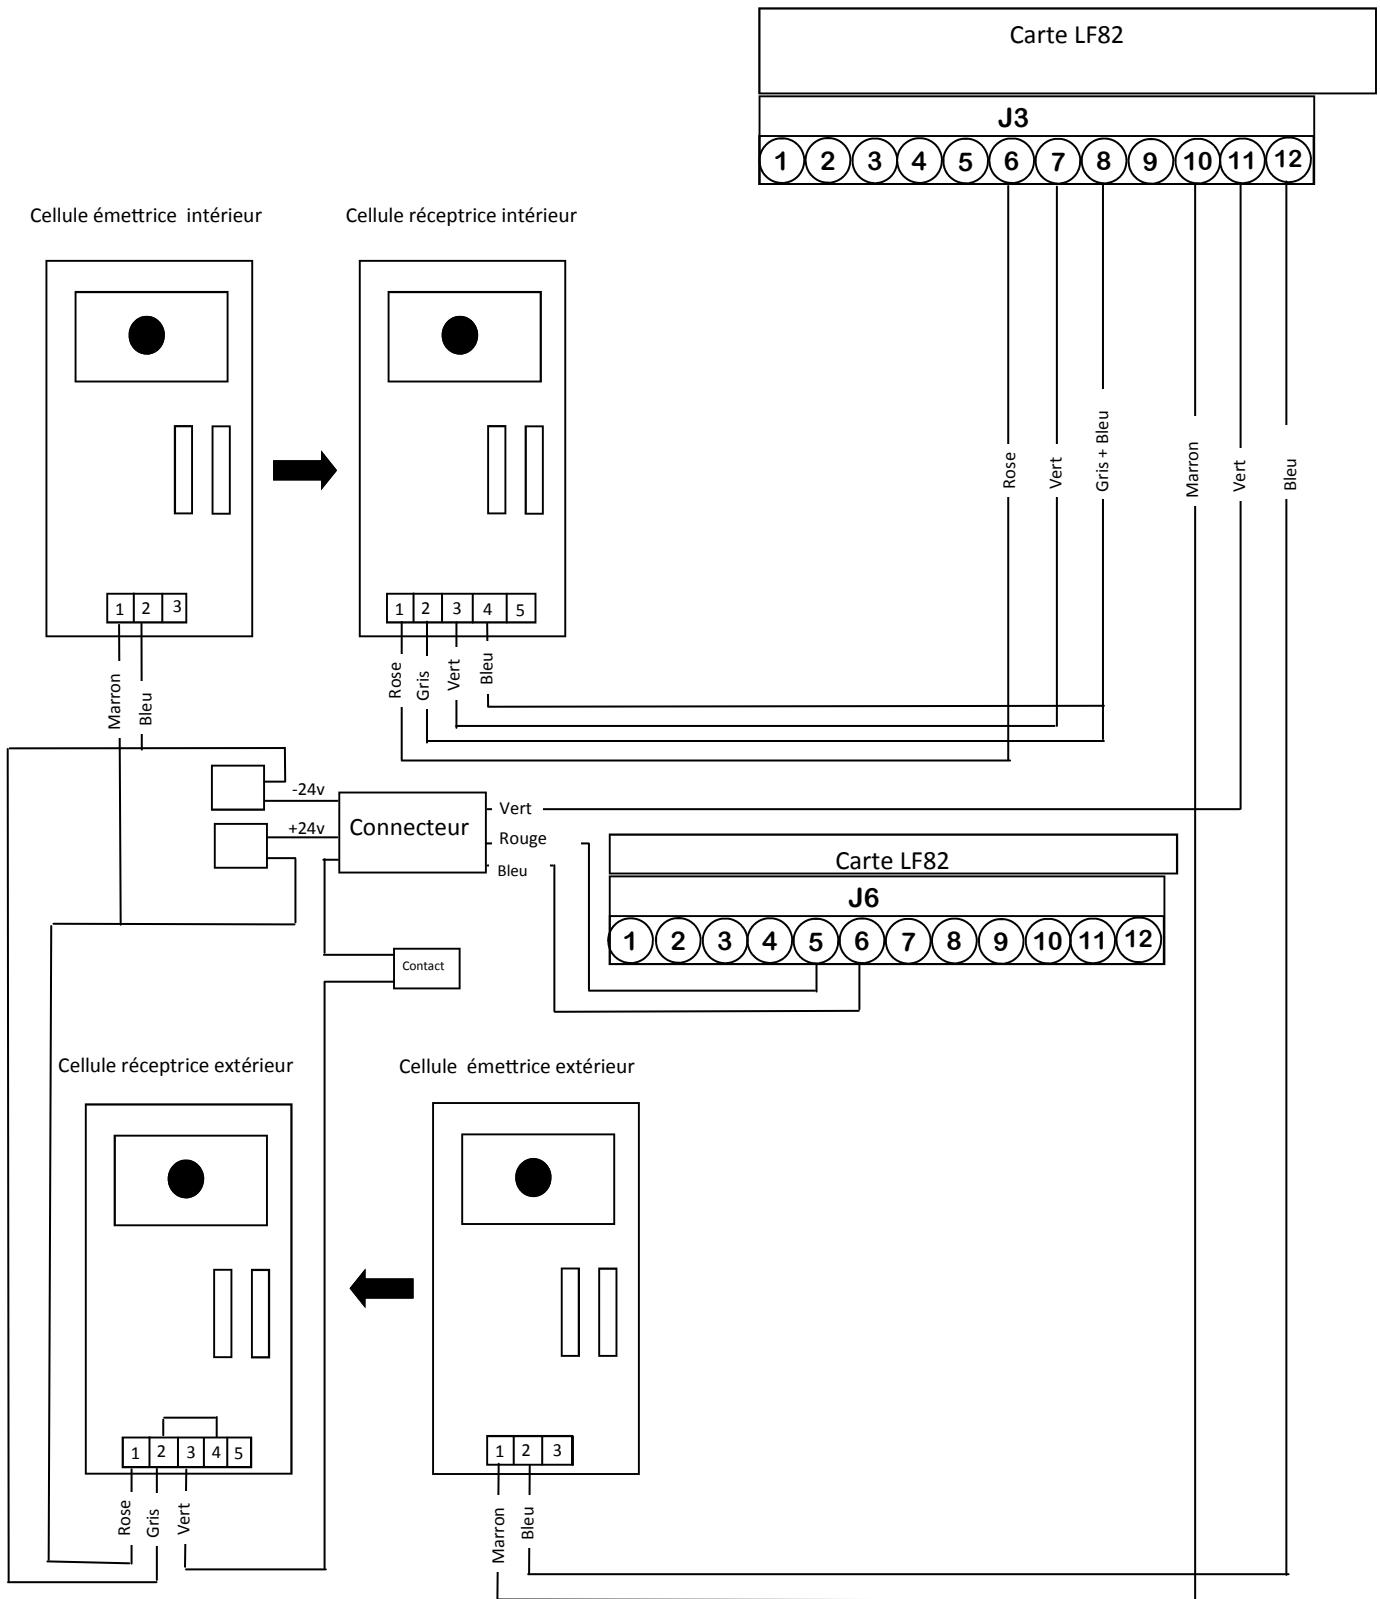 Carte LF82
J3
1 2 3 4 5 6 7 8 9 10 11 12
Cellule émettrice intérieur
Cellule réceptrice intérieur
Rose
Vert
Gris + Bleu
Marron
Vert
Bleu
1 2 3
1 2 3 4 5
Marron
Bleu
Rose
Gris
Vert
Bleu
-24v
+24v
Connecteur
Vert
Rouge
Bleu
Carte LF82
J6
1 2 3 4 5 6 7 8 9 10 11 12
Contact
Cellule réceptrice extérieur
Cellule émettrice extérieur
1 2 3 4 5
1 2 3
Rose
Gris
Vert
Marron
Bleu